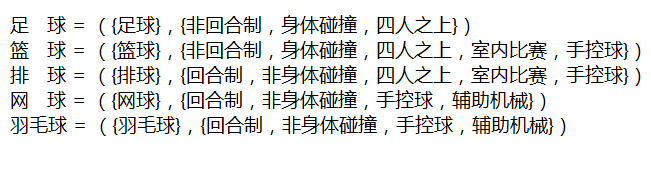 足　球 =（{足球}，{非回合制，身体碰撞，四人之上}）
篮　球 =（{篮球}，{非回合制，身体碰撞，四人之上，室内比赛，手控球}）
排　球 =（{排球}，{回合制，非身体碰撞，四人之上，室内比赛，手控球}）
网　球 =（{网球}，{回合制，非身体碰撞，手控球，辅助机械}）
羽毛球 =（{羽毛球}，{回合制，非身体碰撞，手控球，辅助机械}）